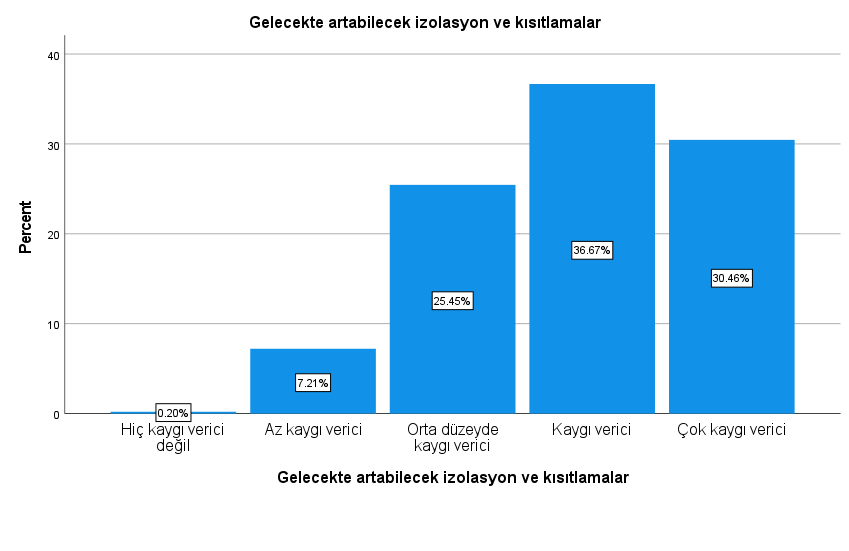 Gelecekte artabilecek izolasyon ve kısıtlamalar
Percent
40
30
20
10
0
0.20%
7.21%
25.45%
36.67%
30.46%
Hiç kaygı verici
değil
Az kaygı verici
Orta düzeyde
kaygı verici
Kaygı verici
Çok kaygı verici
Gelecekte artabilecek izolasyon ve kısıtlamalar